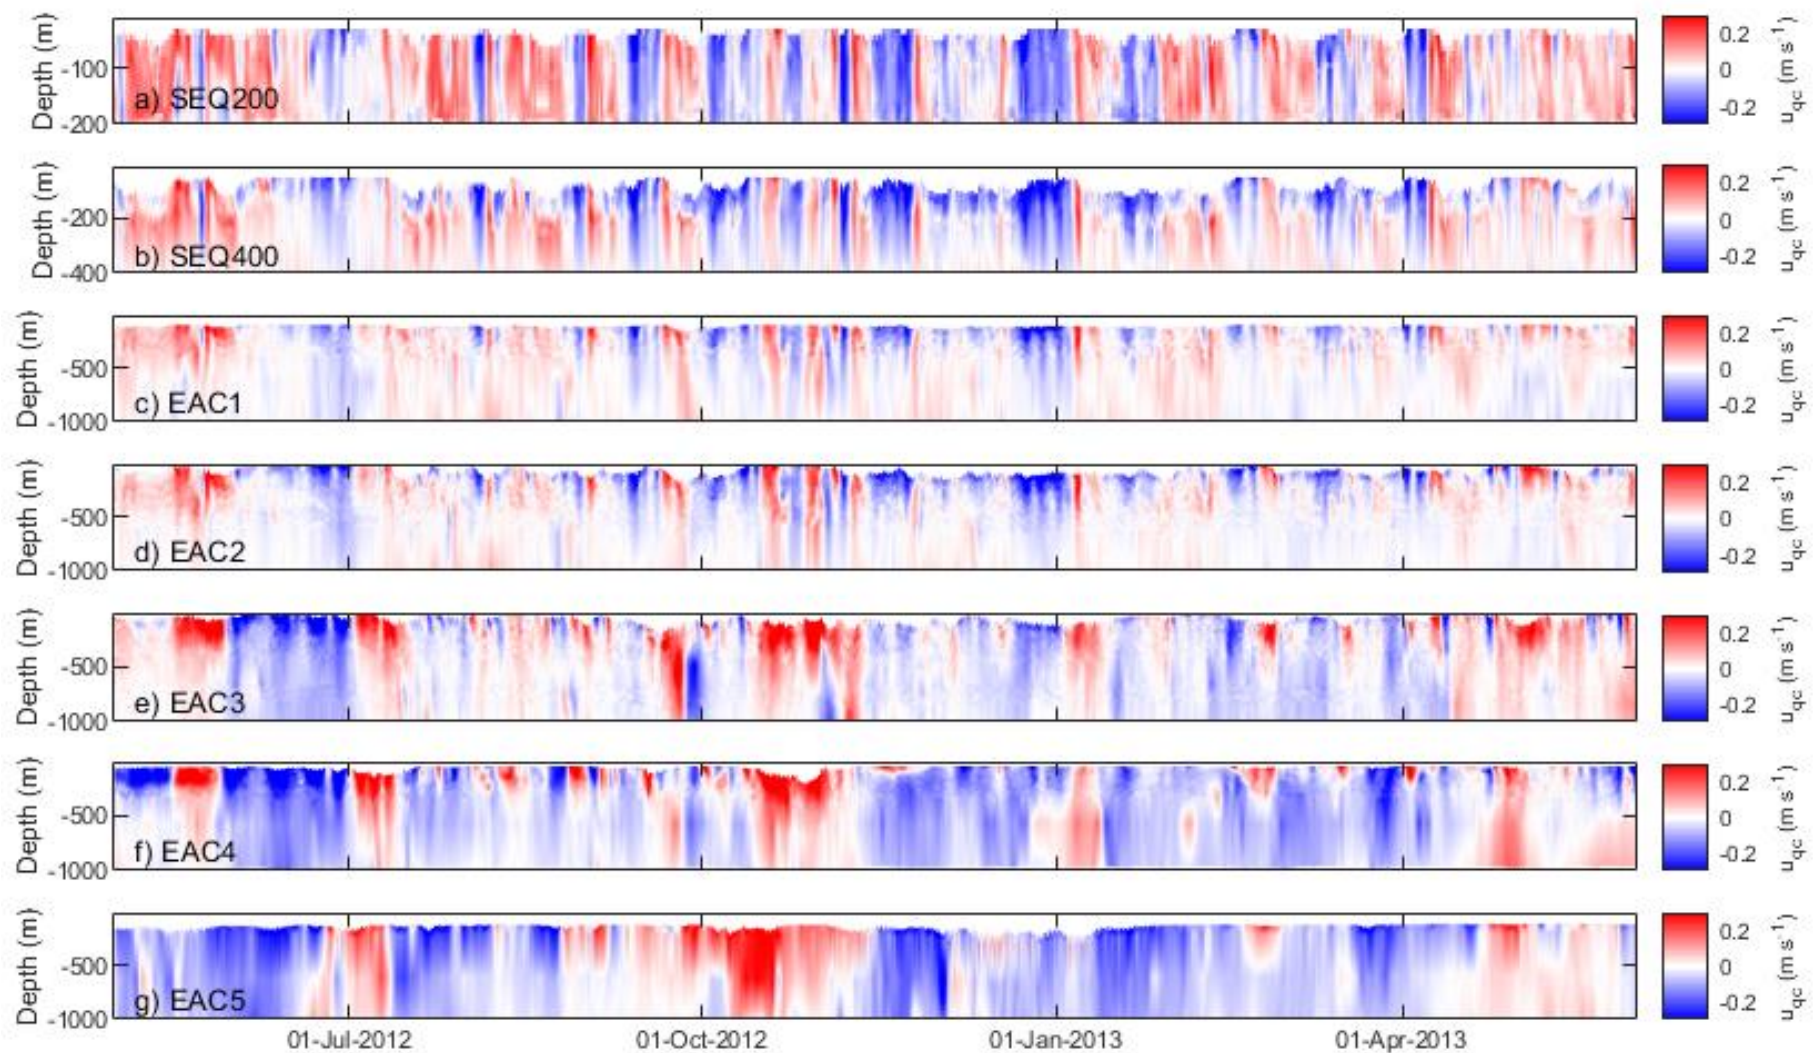 Depth (m)
-100
-200
a) SEQ200
0.2
0
-0.2
u_qc (m s^-1)
Depth (m)
-200
-400
b) SEQ400
0.2
0
-0.2
u_qc (m s^-1)
Depth (m)
-500
-1000
c) EAC1
0.2
0
-0.2
u_qc (m s^-1)
Depth (m)
-500
-1000
d) EAC2
0.2
0
-0.2
u_qc (m s^-1)
Depth (m)
-500
-1000
e) EAC3
0.2
0
-0.2
u_qc (m s^-1)
Depth (m)
-500
-1000
f) EAC4
0.2
0
-0.2
u_qc (m s^-1)
Depth (m)
-500
-1000
g) EAC5
0.2
0
-0.2
u_qc (m s^-1)
01-Jul-2012 01-Oct-2012 01-Jan-2013 01-Apr-2013